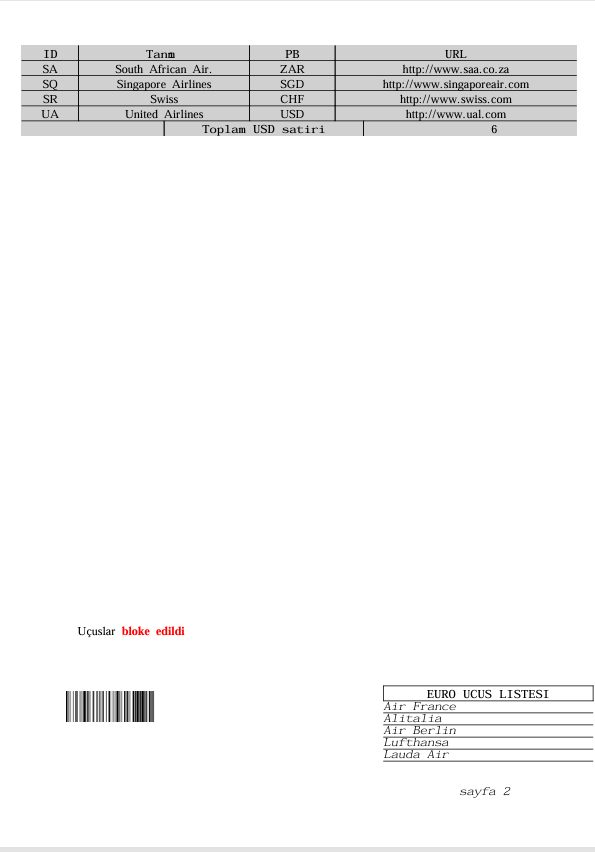 ID Tanm PB URL
SA South African Air. ZAR http://www.saa.co.za
SQ Singapore Airlines SGD http://www.singaporeair.com
SR Swiss CHF http://www.swiss.com
UA United Airlines USD http://www.ual.com
Toplam USD satiri 6
Uçuslar bloke edildi
EURO UCUS LISTESI
Air France
Alitalia
Air Berlin
Lufthansa
Lauda Air
sayfa 2